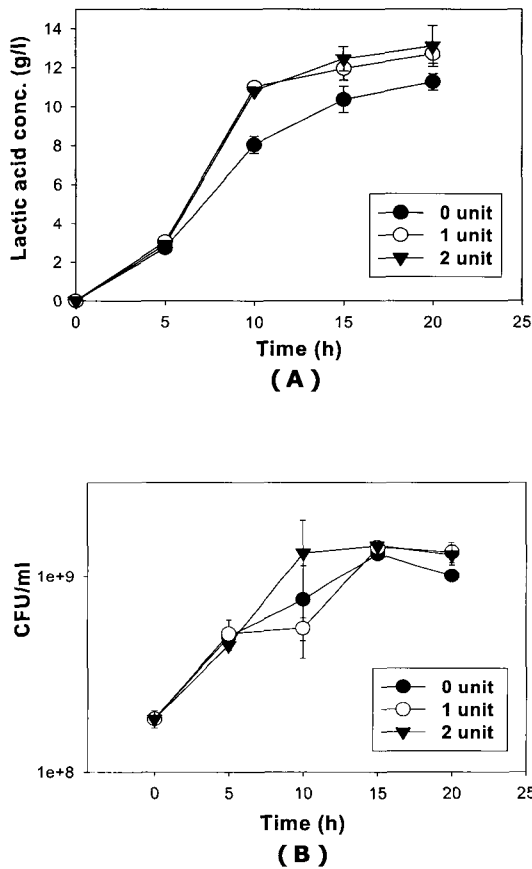 14
12
10
8
6
4
2
0
Lactic acid conc. (g/l)
0 unit
1 unit
2 unit
0 5 10 15 20 25
Time (h)
( A )
1e+9
1e+8
CFU/ml
0 unit
1 unit
2 unit
0 5 10 15 20 25
Time (h)
( B )